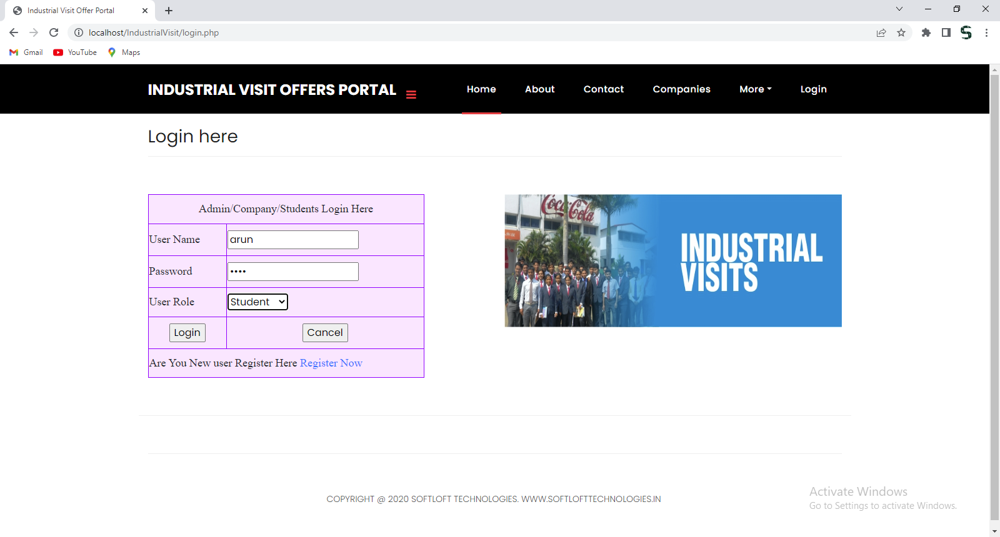 Industrial Visit Offer Portal
localhost/IndustrialVisit/login.php
Gmail YouTube Maps
INDUSTRIAL VISIT OFFERS PORTAL Home About Contact Companies More Login
Login here
Admin/Company/Students Login Here
User Name arun
Password ••••
User Role Student
Login Cancel
Are You New user Register Here Register Now
Coca-Cola
INDUSTRIAL
VISITS
COPYRIGHT @ 2020 SOFTLOFT TECHNOLOGIES. WWW.SOFTLOFTTECHNOLOGIES.IN
Activate Windows
Go to Settings to activate Windows.